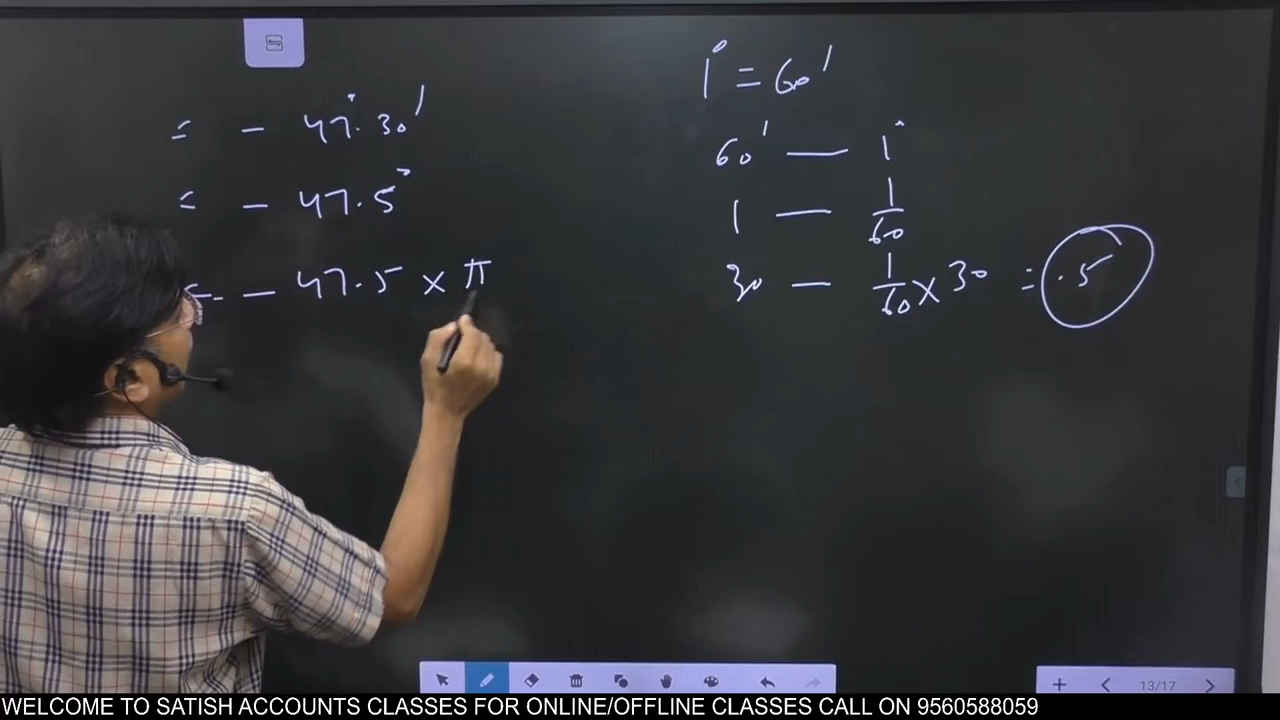 = - 47°.30'
= - 47.5°
= - 47.5 × π
1° = 60'
60' — 1°
1 — 1/60
30 — 1/60 × 30 = .5
13/17
WELCOME TO SATISH ACCOUNTS CLASSES FOR ONLINE/OFFLINE CLASSES CALL ON 9560588059